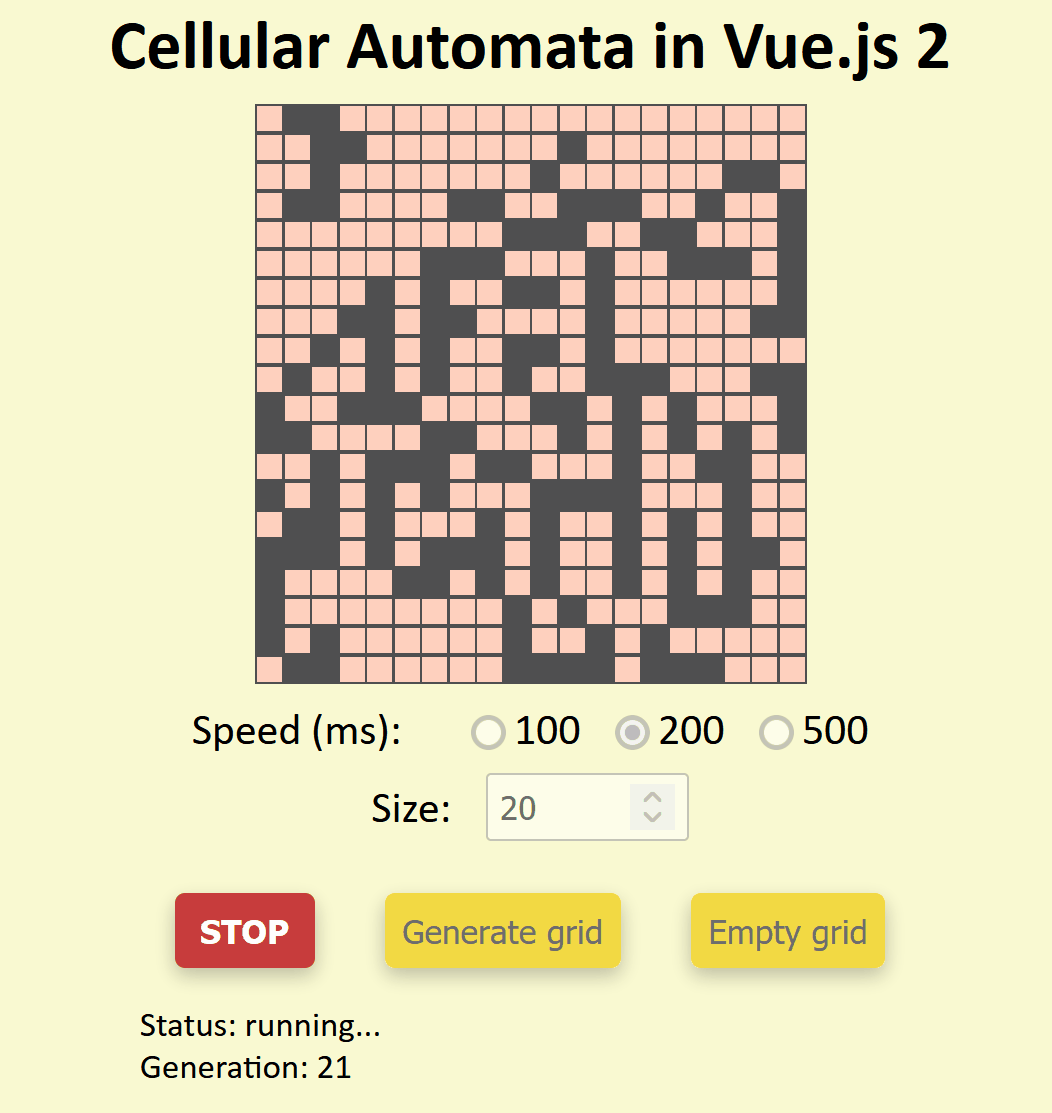 Cellular Automata in Vue.js 2
Speed (ms): 100 200 500
Size: 20
STOP Generate grid Empty grid
Status: running...
Generation: 21